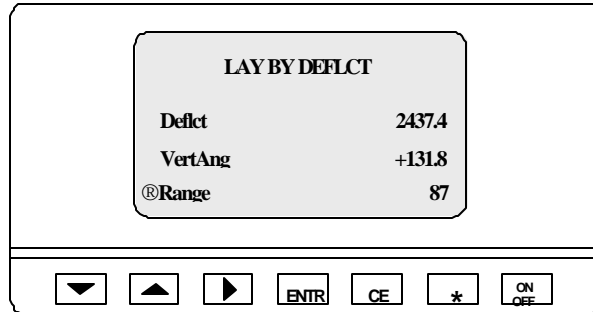 LAY BY DEFLCT
Deflct 2437.4
VertAng +131.8
®Range 87
ENTR CE * ON OFF